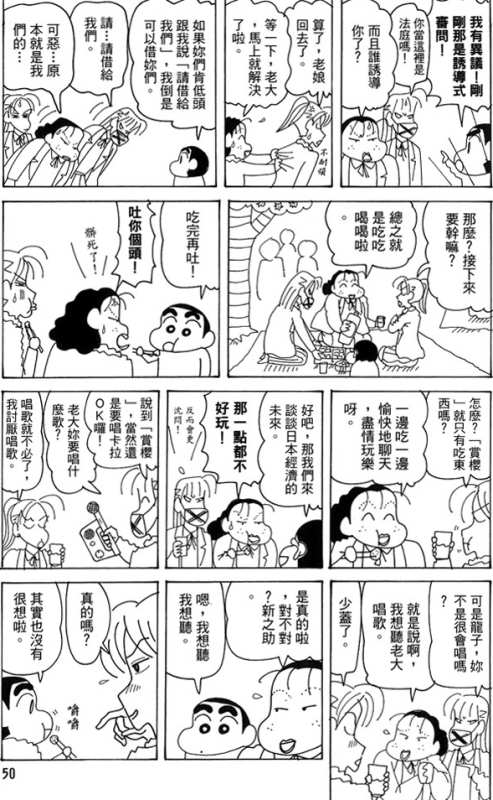 我有異議！剛
剛那是誘導式
審問！
你當這裡是
法庭嗎！
而且誰誘導
你了？
算了，老娘
回去了。
等一下，老大
，馬上就解決
了啦。
不耐煩
如果妳們肯低頭
跟我說「請借給
我們」，我倒是
可以借妳們。
請…請借給
我們。
可惡…原
本就是我
們的…
那麼？接下來
要幹嘛？
總之就
是吃吃
喝喝啦
。
吃完再吐！
吐你個頭！
髒死了！
怎麼？「賞櫻
」就只有吃東
西嗎？
一邊吃一邊
愉快地聊天
，盡情玩樂
呀。
好吧，那我們來
談談日本經濟的
未來。
那一點都不
好玩！
反而會更
沈悶！
說到「賞櫻
」，當然還
是要唱卡拉
OK囉！
老大妳要唱什
麼歌？
唱歌就不必了，
我討厭唱歌。
可是龍子，妳
不是很會唱嗎
？
就是說啊，
我想聽老大
唱歌。
少蓋了。
是真的啦
，對不對
？新之助
嗯，我想聽
我想聽。
真的嗎？
其實也沒有
很想啦。
嚼嚼
50